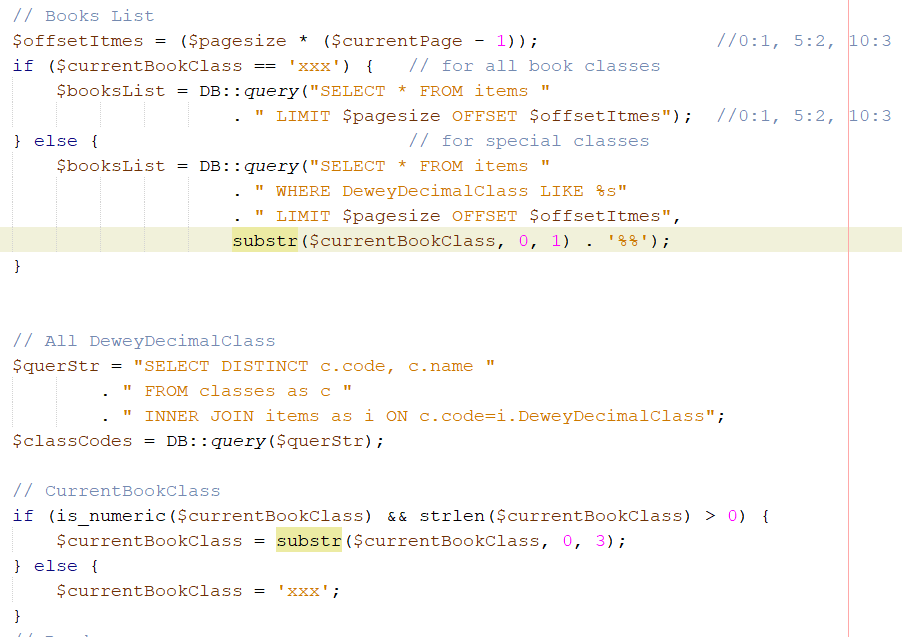 // Books List
$offsetItmes = ($pagesize * ($currentPage - 1)); //0:1, 5:2, 10:3
if ($currentBookClass == 'xxx') { // for all book classes
$booksList = DB::query("SELECT * FROM items "
. " LIMIT $pagesize OFFSET $offsetItmes"); //0:1, 5:2, 10:3
} else { // for special classes
$booksList = DB::query("SELECT * FROM items "
. " WHERE DeweyDecimalClass LIKE %s"
. " LIMIT $pagesize OFFSET $offsetItmes",
substr($currentBookClass, 0, 1) . '%%');
}
// All DeweyDecimalClass
$querStr = "SELECT DISTINCT c.code, c.name "
. " FROM classes as c "
. " INNER JOIN items as i ON c.code=i.DeweyDecimalClass";
$classCodes = DB::query($querStr);
// CurrentBookClass
if (is_numeric($currentBookClass) && strlen($currentBookClass) > 0) {
$currentBookClass = substr($currentBookClass, 0, 3);
} else {
$currentBookClass = 'xxx';
}
//